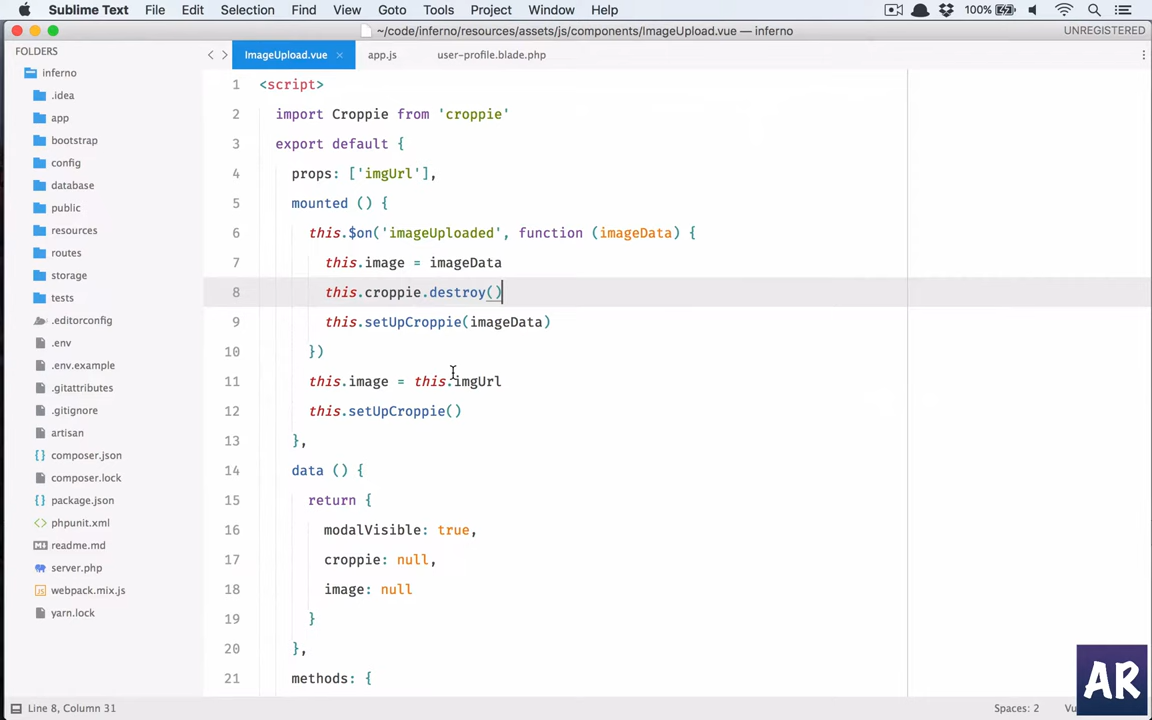 Sublime Text File Edit Selection Find View Goto Tools Project Window Help 100%
~/code/inferno/resources/assets/js/components/ImageUpload.vue — inferno UNREGISTERED
FOLDERS
inferno
.idea
app
bootstrap
config
database
public
resources
routes
storage
tests
.editorconfig
.env
.env.example
.gitattributes
.gitignore
artisan
composer.json
composer.lock
package.json
phpunit.xml
readme.md
server.php
webpack.mix.js
yarn.lock
ImageUpload.vue × app.js user-profile.blade.php
1 <script>
2 import Croppie from 'croppie'
3 export default {
4 props: ['imgUrl'],
5 mounted () {
6 this.$on('imageUploaded', function (imageData) {
7 this.image = imageData
8 this.croppie.destroy()
9 this.setUpCroppie(imageData)
10 })
11 this.image = this.imgUrl
12 this.setUpCroppie()
13 },
14 data () {
15 return {
16 modalVisible: true,
17 croppie: null,
18 image: null
19 }
20 },
21 methods: {
Line 8, Column 31 Spaces: 2
AR